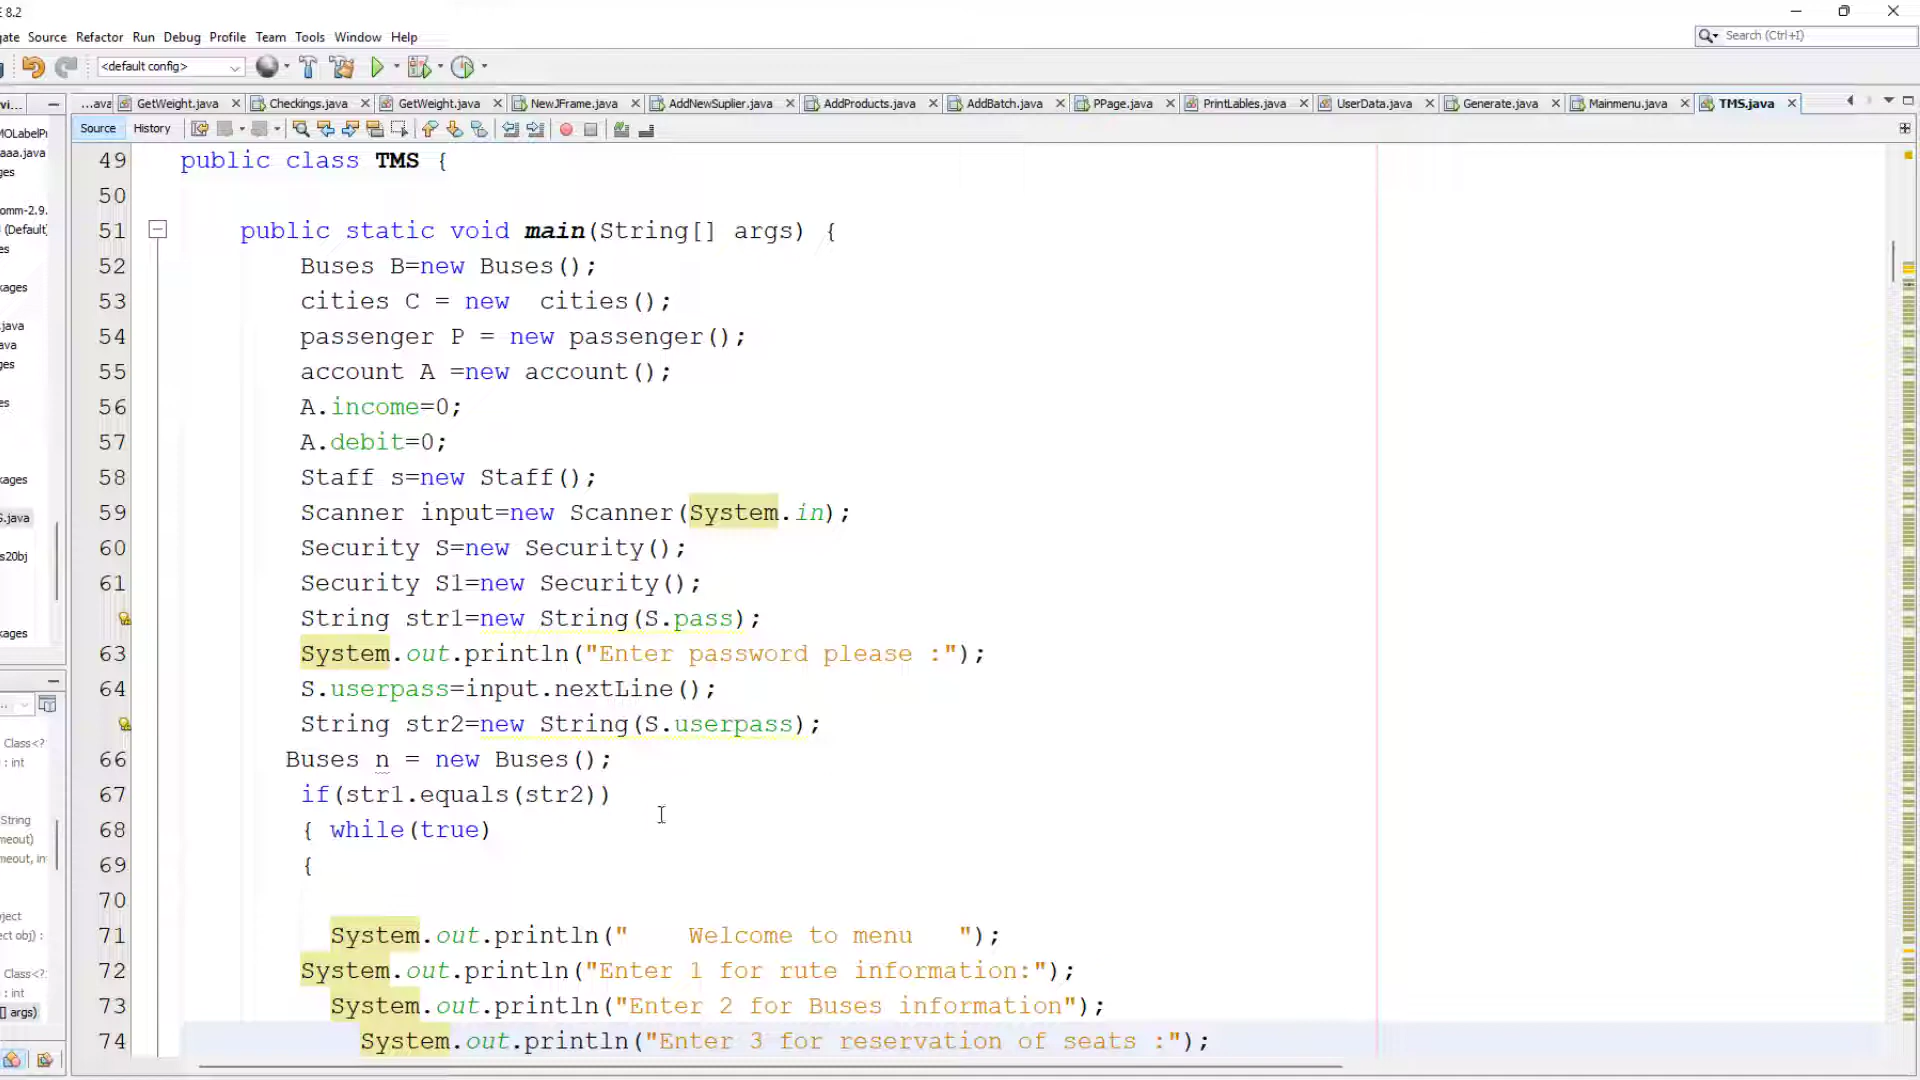 E 8.2
gate Source Refactor Run Debug Profile Team Tools Window Help
Search (Ctrl+I)
<default config>
...ava GetWeight.java Checkings.java GetWeight.java NewJFrame.java AddNewSuplier.java AddProducts.java AddBatch.java PPage.java PrintLables.java UserData.java Generate.java Mainmenu.java TMS.java
Source History
49 public class TMS {
50
51 public static void main(String[] args) {
52 Buses B=new Buses();
53 cities C = new  cities();
54 passenger P = new passenger();
55 account A =new account();
56 A.income=0;
57 A.debit=0;
58 Staff s=new Staff();
59 Scanner input=new Scanner(System.in);
60 Security S=new Security();
61 Security S1=new Security();
String str1=new String(S.pass);
63 System.out.println("Enter password please :");
64 S.userpass=input.nextLine();
String str2=new String(S.userpass);
66 Buses n = new Buses();
67 if(str1.equals(str2))
68 { while(true)
69 {
70
71 System.out.println("    Welcome to menu   ");
72 System.out.println("Enter 1 for rute information:");
73 System.out.println("Enter 2 for Buses information");
74 System.out.println("Enter 3 for reservation of seats :");
vi...
MOLabelPr
aaa.java
ges
omm-2.9.
(Default)
es
kages
.java
ava
ges
es
kages
S.java
s20obj
kages
Class<?
: int
String
meout)
meout, in
oject
ect obj) :
Class<?
: int
[] args)